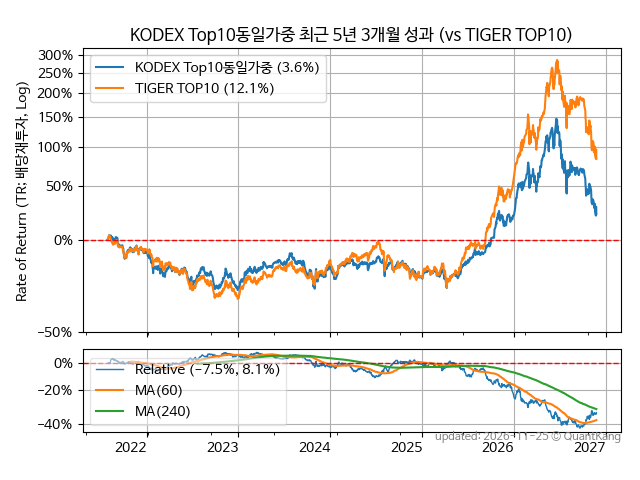 KODEX Top10동일가중 최근 5년 3개월 성과 (vs TIGER TOP10)
Rate of Return (TR: 배당재투자, Log)
300%
250%
200%
150%
100%
50%
0%
−50%
KODEX Top10동일가중 (3.6%)
TIGER TOP10 (12.1%)
0%
−20%
−40%
Relative (−7.5%, 8.1%)
MA(60)
MA(240)
updated: 2026-11-25 © QuantKang
2022
2023
2024
2025
2026
2027